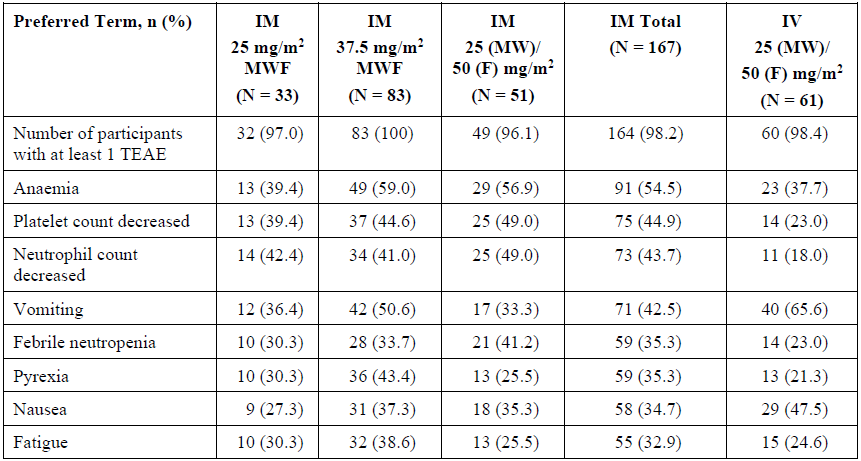 Preferred Term, n (%) | IM 25 mg/m² MWF (N = 33) | IM 37.5 mg/m² MWF (N = 83) | IM 25 (MW)/ 50 (F) mg/m² (N = 51) | IM Total (N = 167) | IV 25 (MW)/ 50 (F) mg/m² (N = 61)
Number of participants with at least 1 TEAE | 32 (97.0) | 83 (100) | 49 (96.1) | 164 (98.2) | 60 (98.4)
Anaemia | 13 (39.4) | 49 (59.0) | 29 (56.9) | 91 (54.5) | 23 (37.7)
Platelet count decreased | 13 (39.4) | 37 (44.6) | 25 (49.0) | 75 (44.9) | 14 (23.0)
Neutrophil count decreased | 14 (42.4) | 34 (41.0) | 25 (49.0) | 73 (43.7) | 11 (18.0)
Vomiting | 12 (36.4) | 42 (50.6) | 17 (33.3) | 71 (42.5) | 40 (65.6)
Febrile neutropenia | 10 (30.3) | 28 (33.7) | 21 (41.2) | 59 (35.3) | 14 (23.0)
Pyrexia | 10 (30.3) | 36 (43.4) | 13 (25.5) | 59 (35.3) | 13 (21.3)
Nausea | 9 (27.3) | 31 (37.3) | 18 (35.3) | 58 (34.7) | 29 (47.5)
Fatigue | 10 (30.3) | 32 (38.6) | 13 (25.5) | 55 (32.9) | 15 (24.6)